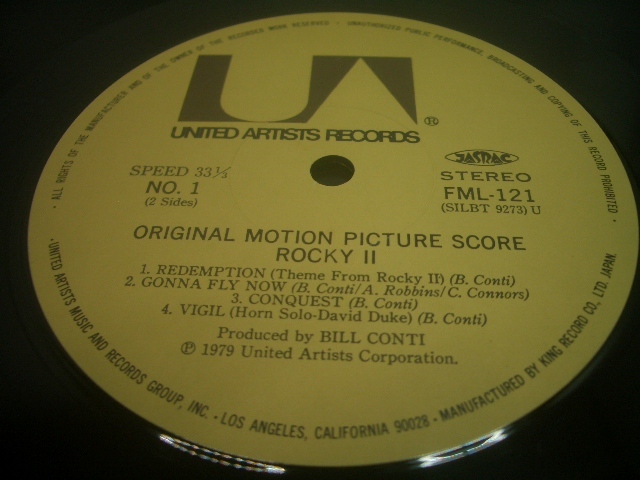 · ALL RIGHTS OF THE MANUFACTURER AND OF THE OWNER OF THE RECORDED WORK RESERVED · UNAUTHORIZED PUBLIC PERFORMANCE, BROADCASTING AND COPYING OF THIS RECORD PROHIBITED ·
UA
®
UNITED ARTISTS RECORDS
SPEED 33⅓
NO. 1
(2 Sides)
JASRAC
STEREO
FML-121
(SILBT 9273) U
ORIGINAL MOTION PICTURE SCORE
ROCKY II
1. REDEMPTION (Theme From Rocky II) (B. Conti)
2. GONNA FLY NOW (B. Conti/A. Robbins/C. Connors)
3. CONQUEST (B. Conti)
4. VIGIL (Horn Solo-David Duke) (B. Conti)
Produced by BILL CONTI
Ⓟ 1979 United Artists Corporation.
·UNITED ARTISTS MUSIC AND RECORDS GROUP, INC. - LOS ANGELES, CALIFORNIA 90028 - MANUFACTURED BY KING RECORD CO. LTD. JAPAN.